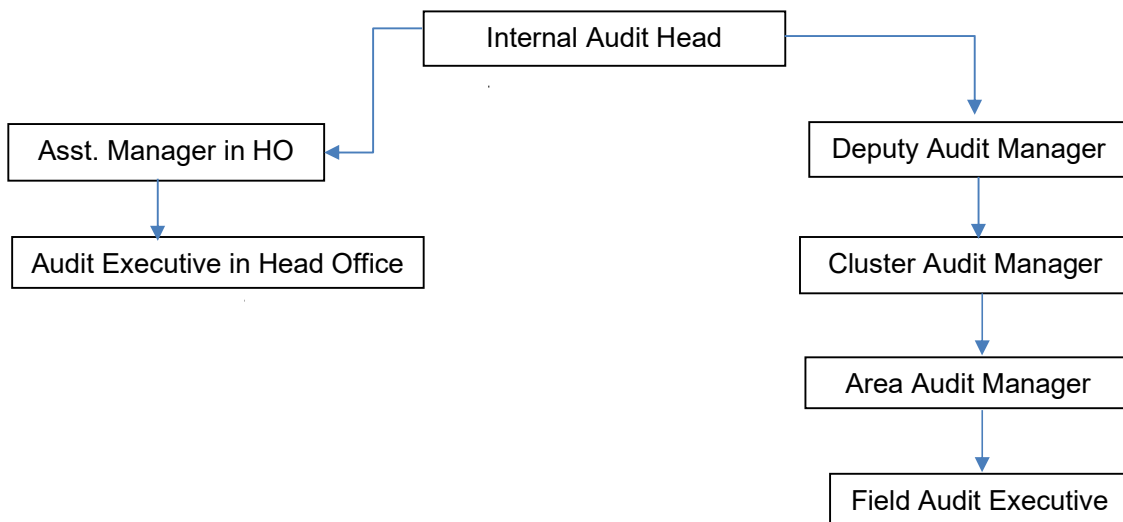 Internal Audit Head
Asst. Manager in HO
Deputy Audit Manager
Audit Executive in Head Office
Cluster Audit Manager
Area Audit Manager
Field Audit Executive